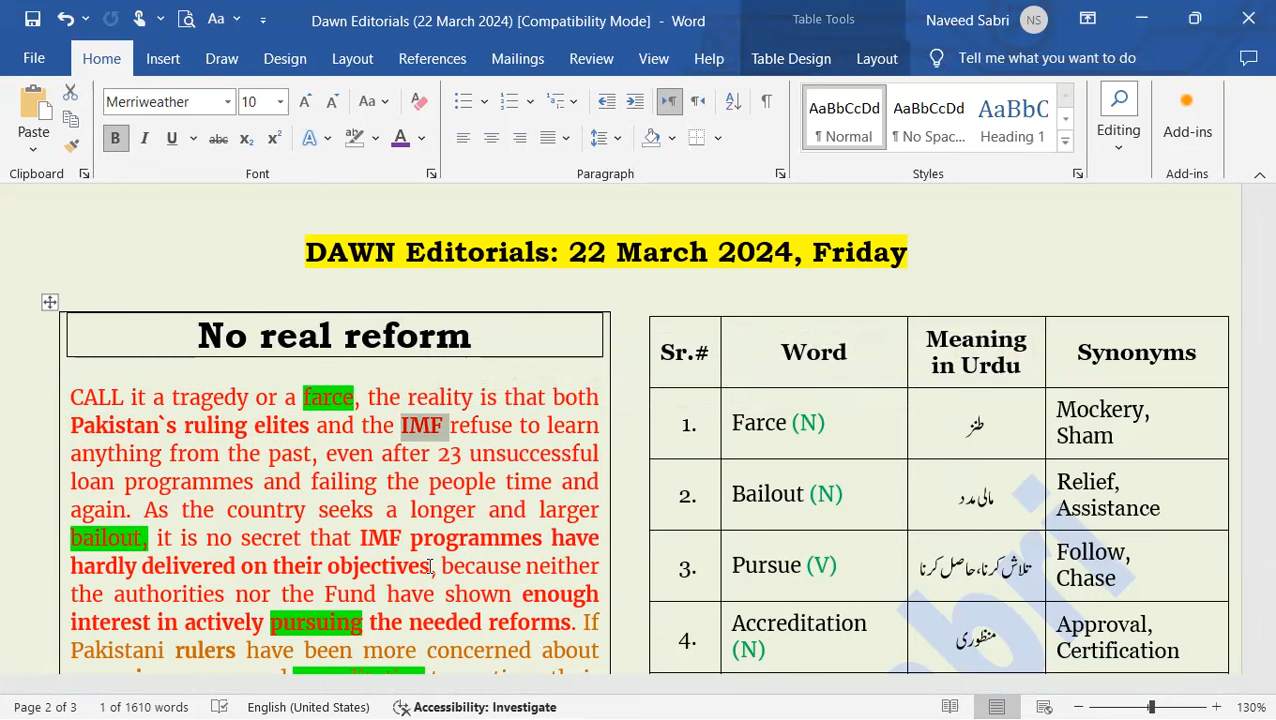 Aa
Dawn Editorials (22 March 2024) [Compatibility Mode] - Word
Table Tools
Naveed Sabri
NS
File
Home
Insert
Draw
Design
Layout
References
Mailings
Review
View
Help
Table Design
Layout
Tell me what you want to do
Paste
Merriweather
10
Aa
B I U abc x₂ x²
A A
AaBbCcDd
¶ Normal
AaBbCcDd
¶ No Spac...
AaBbC
Heading 1
Editing
Add-ins
Clipboard
Font
Paragraph
Styles
Add-ins
DAWN Editorials: 22 March 2024, Friday
No real reform
CALL it a tragedy or a farce, the reality is that both
Pakistan`s ruling elites and the IMF refuse to learn
anything from the past, even after 23 unsuccessful
loan programmes and failing the people time and
again. As the country seeks a longer and larger
bailout, it is no secret that IMF programmes have
hardly delivered on their objectives, because neither
the authorities nor the Fund have shown enough
interest in actively pursuing the needed reforms. If
Pakistani rulers have been more concerned about
Sr.#
Word
Meaning
in Urdu
Synonyms
1.
Farce (N)
طنز
Mockery,
Sham
2.
Bailout (N)
مالی مدد
Relief,
Assistance
3.
Pursue (V)
تلاش کرنا، حاصل کرنا
Follow,
Chase
4.
Accreditation
(N)
منظوری
Approval,
Certification
Page 2 of 3
1 of 1610 words
English (United States)
Accessibility: Investigate
130%